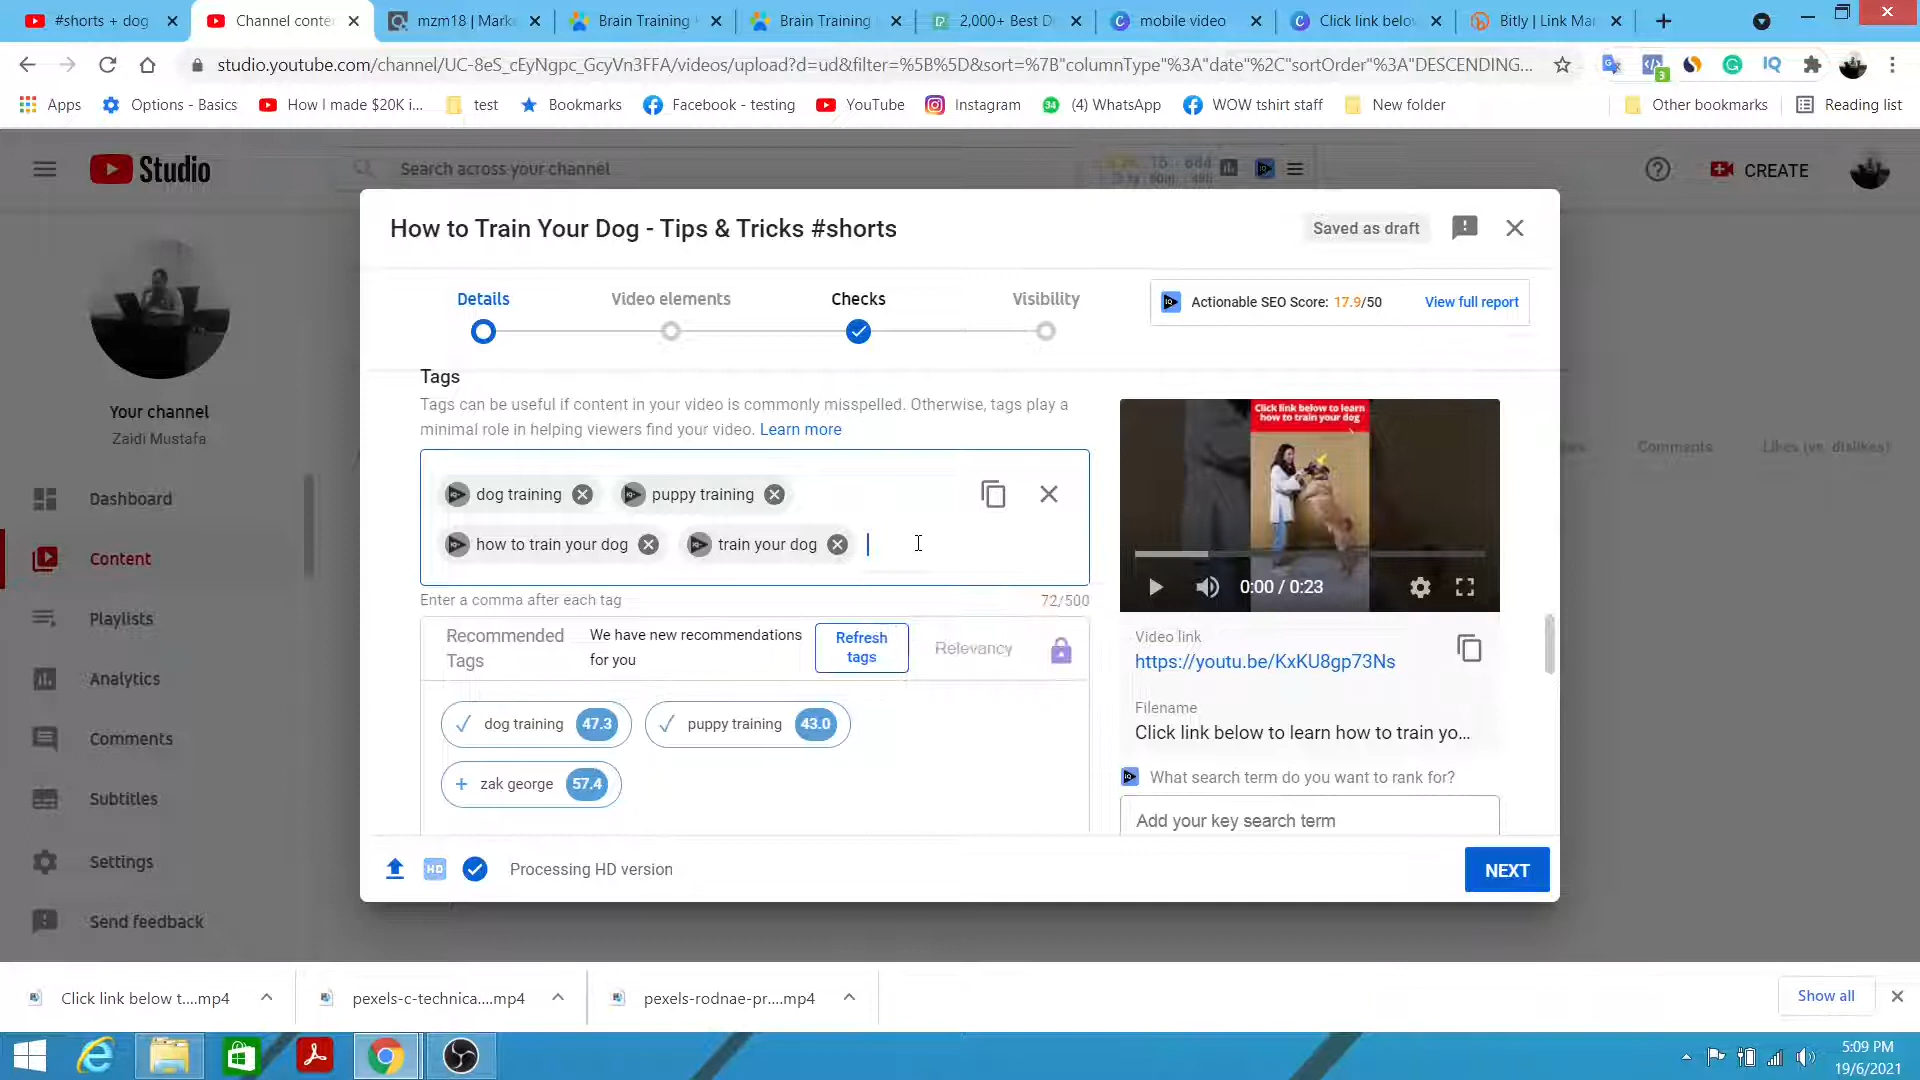 #shorts + dog
Channel conte
mzm18 | Mark
Brain Training
Brain Training
2,000+ Best D
mobile video
Click link belo
Bitly | Link Ma
studio.youtube.com/channel/UC-8eS_cEyNgpc_GcyVn3FFA/videos/upload?d=ud&filter=%5B%5D&sort=%7B"columnType"%3A"date"%2C"sortOrder"%3A"DESCENDING...
3
Apps
Options - Basics
How I made $20K i...
test
Bookmarks
Facebook - testing
YouTube
Instagram
34
(4) WhatsApp
WOW tshirt staff
New folder
Other bookmarks
Reading list
Studio
Search across your channel
CREATE
How to Train Your Dog - Tips & Tricks #shorts
Saved as draft
Details
Video elements
Checks
Visibility
Actionable SEO Score: 17.9/50
View full report
Your channel
Zaidi Mustafa
Dashboard
Content
Playlists
Analytics
Comments
Subtitles
Settings
Send feedback
Tags
Tags can be useful if content in your video is commonly misspelled. Otherwise, tags play a
minimal role in helping viewers find your video. Learn more
dog training
puppy training
how to train your dog
train your dog
Enter a comma after each tag
72/500
Recommended
Tags
We have new recommendations
for you
Refresh
tags
Relevancy
dog training 47.3
puppy training 43.0
zak george 57.4
Click link below to learn
how to train your dog
0:00 / 0:23
Video link
https://youtu.be/KxKU8gp73Ns
Filename
Click link below to learn how to train yo...
What search term do you want to rank for?
Add your key search term
Comments
Likes (vs. dislikes)
HD
Processing HD version
NEXT
Click link below t....mp4
pexels-c-technica....mp4
pexels-rodnae-pr....mp4
Show all
5:09 PM
19/6/2021